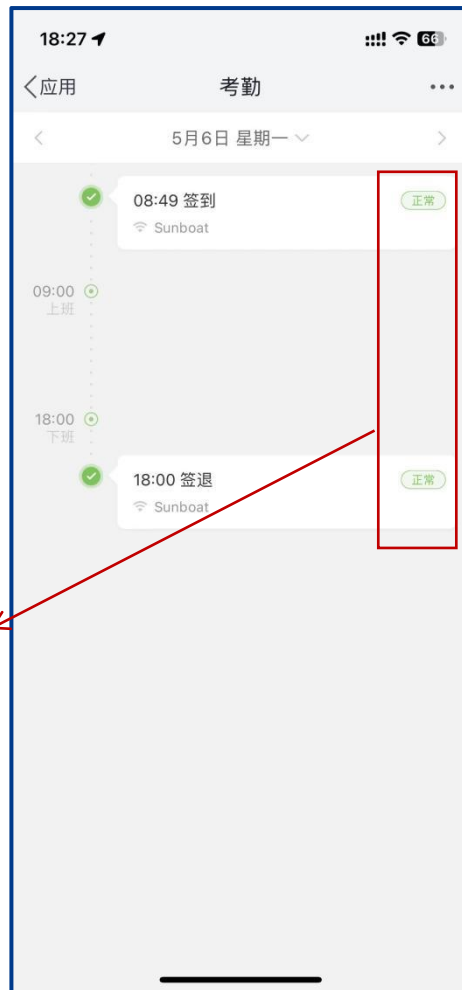 18:27
66
应用
考勤
5月6日 星期一
08:49 签到
正常
Sunboat
09:00
上班
18:00
下班
18:00 签退
正常
Sunboat